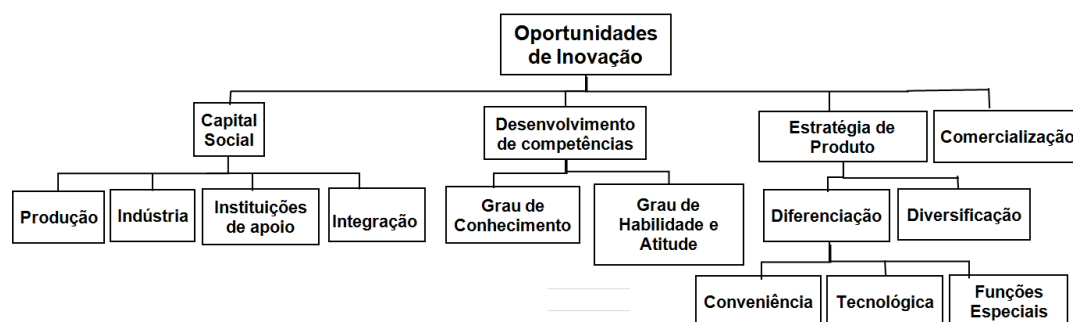 Oportunidades
de Inovação
Capital
Social
Desenvolvimento
de competências
Estratégia de
Produto
Comercialização
Produção
Indústria
Instituições
de apoio
Integração
Grau de
Conhecimento
Grau de
Habilidade e
Atitude
Diferenciação
Diversificação
Conveniência
Tecnológica
Funções
Especiais